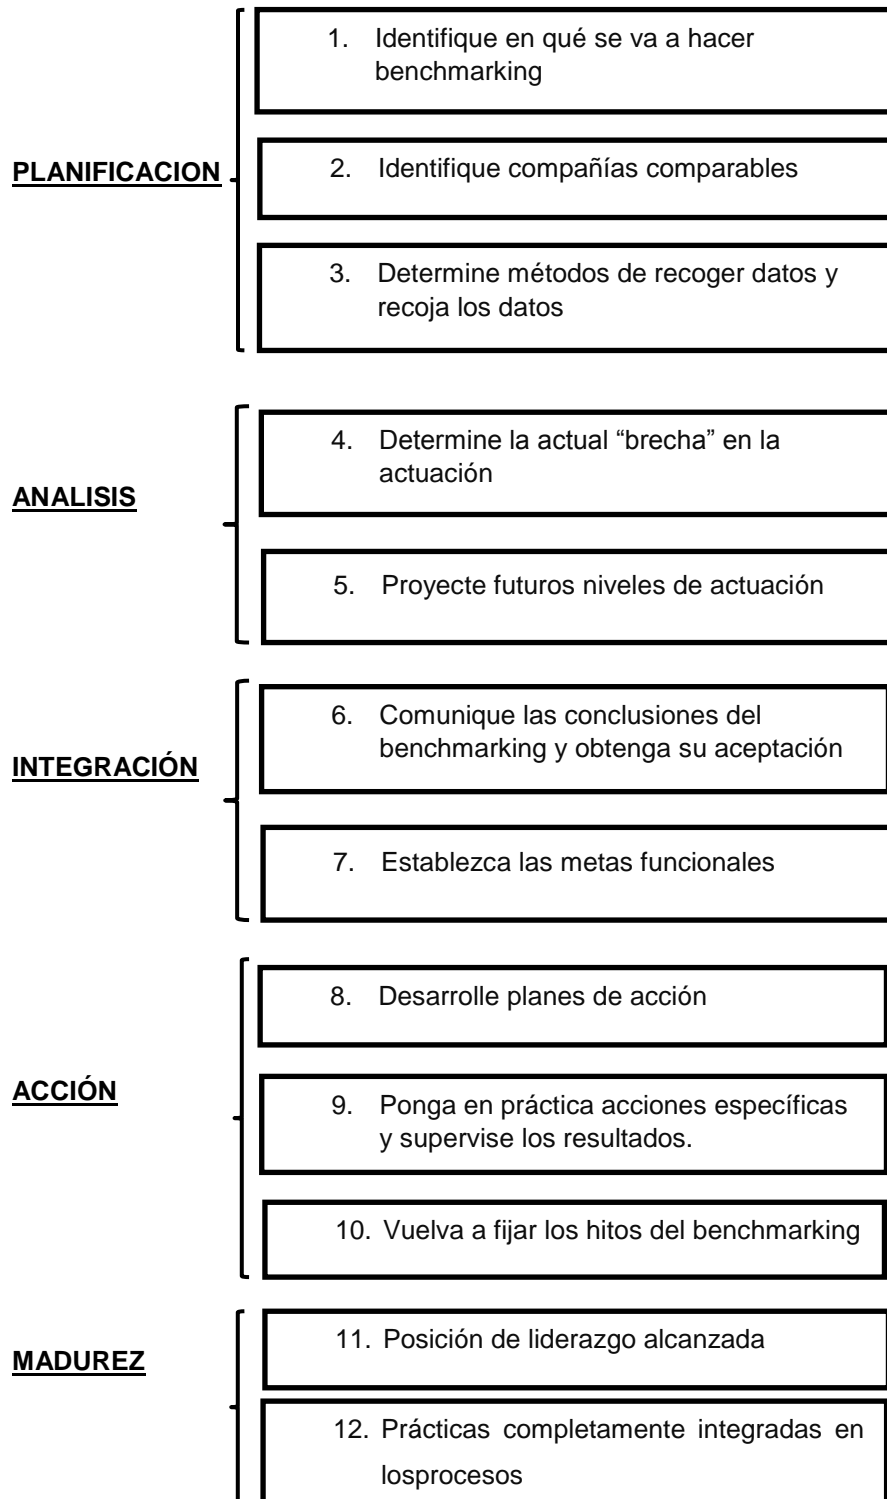 1. Identifique en qué se va a hacer
benchmarking
PLANIFICACION
2. Identifique compañías comparables
3. Determine métodos de recoger datos y
recoja los datos
4. Determine la actual “brecha” en la
actuación
ANALISIS
5. Proyecte futuros niveles de actuación
6. Comunique las conclusiones del
benchmarking y obtenga su aceptación
INTEGRACIÓN
7. Establezca las metas funcionales
8. Desarrolle planes de acción
ACCIÓN
9. Ponga en práctica acciones específicas
y supervise los resultados.
10. Vuelva a fijar los hitos del benchmarking
11. Posición de liderazgo alcanzada
MADUREZ
12. Prácticas completamente integradas en
losprocesos